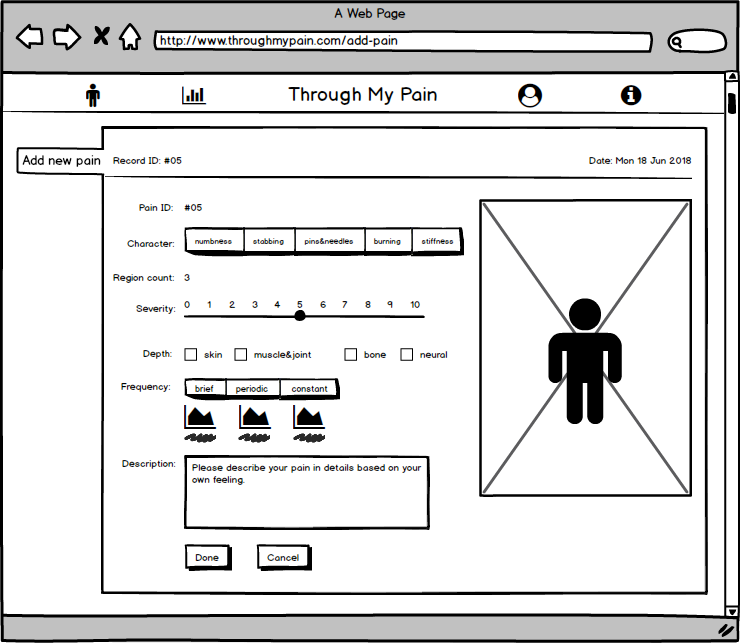 A Web Page
http://www.throughmypain.com/add-pain
Through My Pain
Add new pain
Record ID: #05
Date: Mon 18 Jun 2018
Pain ID: #05
Character: numbness stabbing pins&needles burning stiffness
Region count: 3
0 1 2 3 4 5 6 7 8 9 10
Severity:
Depth: skin muscle&joint bone neural
Frequency: brief periodic constant
Description: Please describe your pain in details based on your
own feeling.
Done Cancel